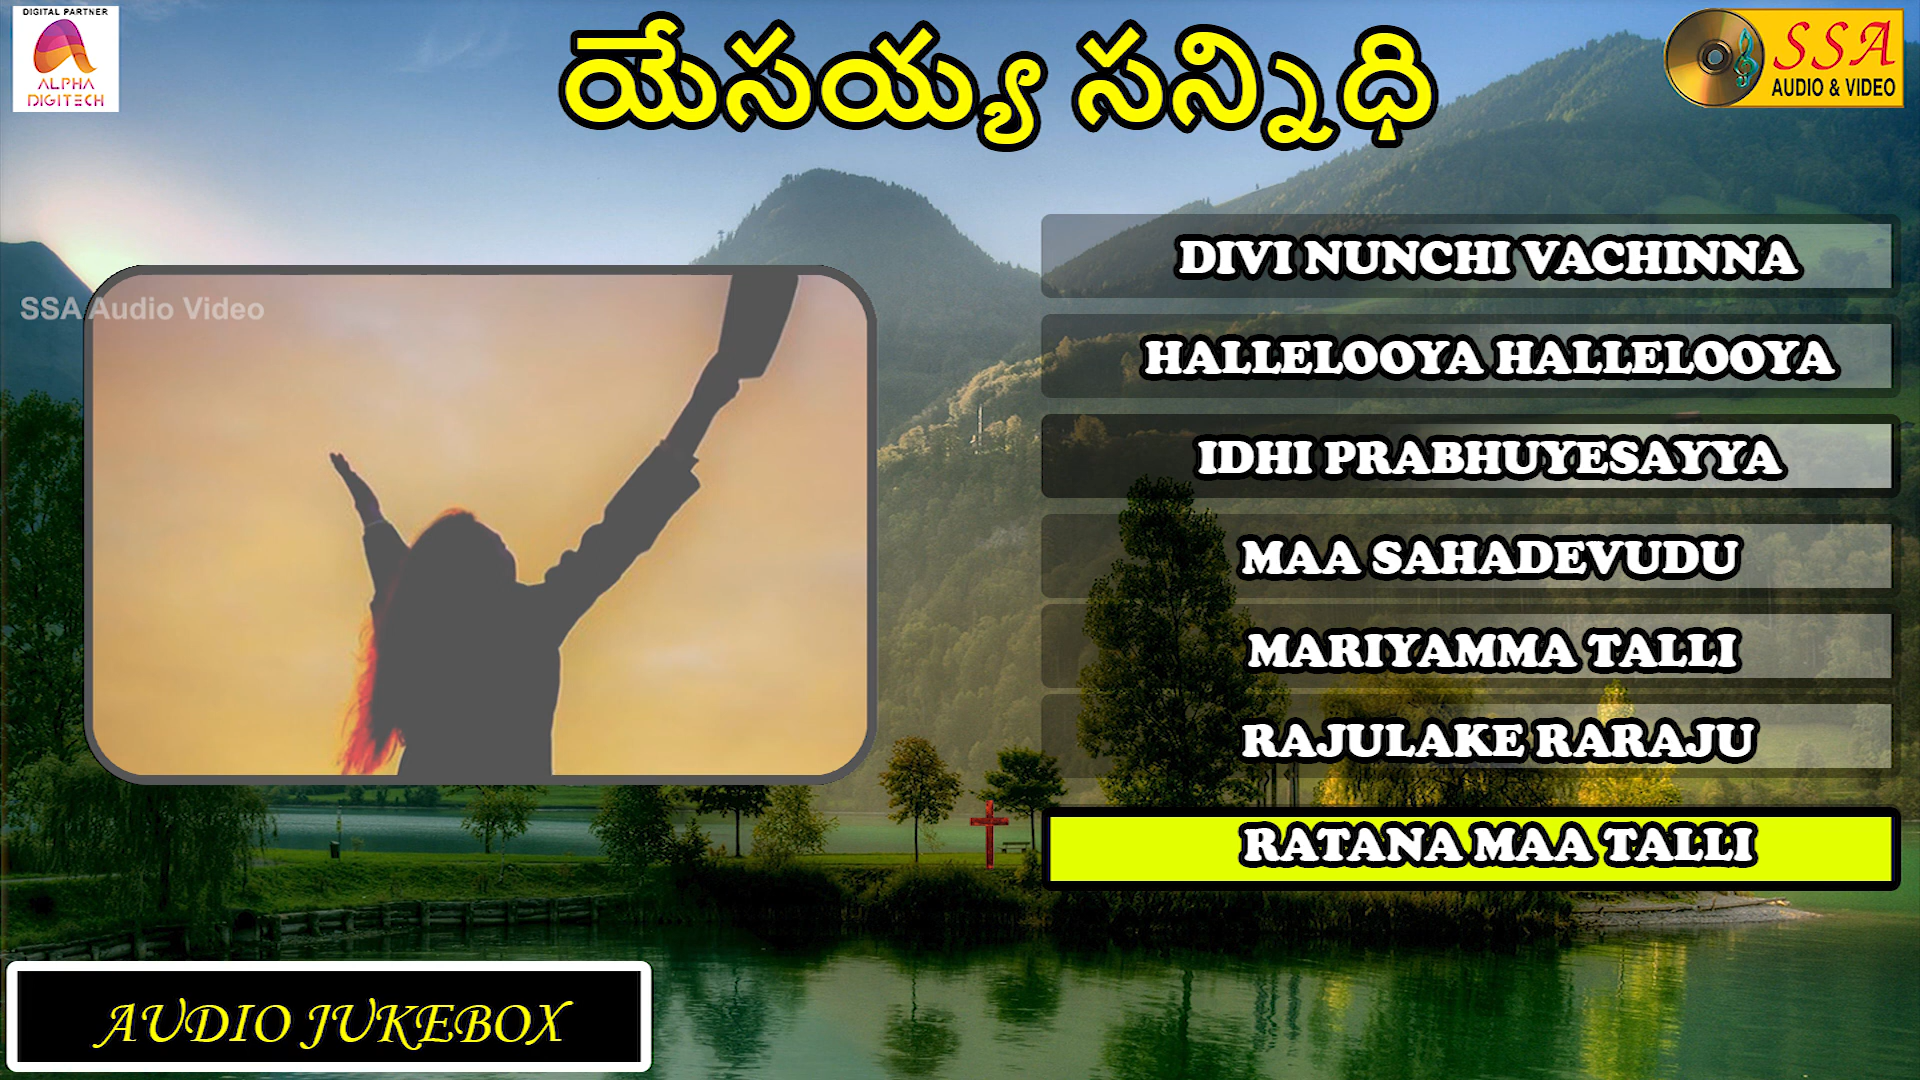 DIGITAL PARTNER
ALPHA
DIGITECH
యేసయ్య సన్నిధి
SSA
AUDIO & VIDEO
SSA Audio Video
DIVI NUNCHI VACHINNA
HALLELOOYA HALLELOOYA
IDHI PRABHUYESAYYA
MAA SAHADEVUDU
MARIYAMMA TALLI
RAJULAKE RARAJU
RATANA MAA TALLI
AUDIO JUKEBOX